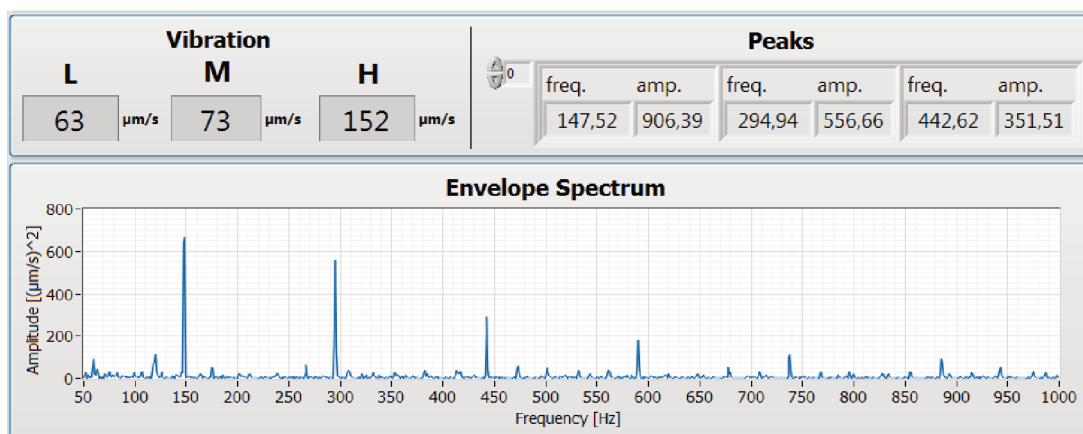 Vibration
L M H
63 µm/s 73 µm/s 152 µm/s
Peaks
0
freq. amp. freq. amp. freq. amp.
147,52 906,39 294,94 556,66 442,62 351,51
Envelope Spectrum
Amplitude [(µm/s)^2]
800
600
400
200
0
50 100 150 200 250 300 350 400 450 500 550 600 650 700 750 800 850 900 950 1000
Frequency [Hz]